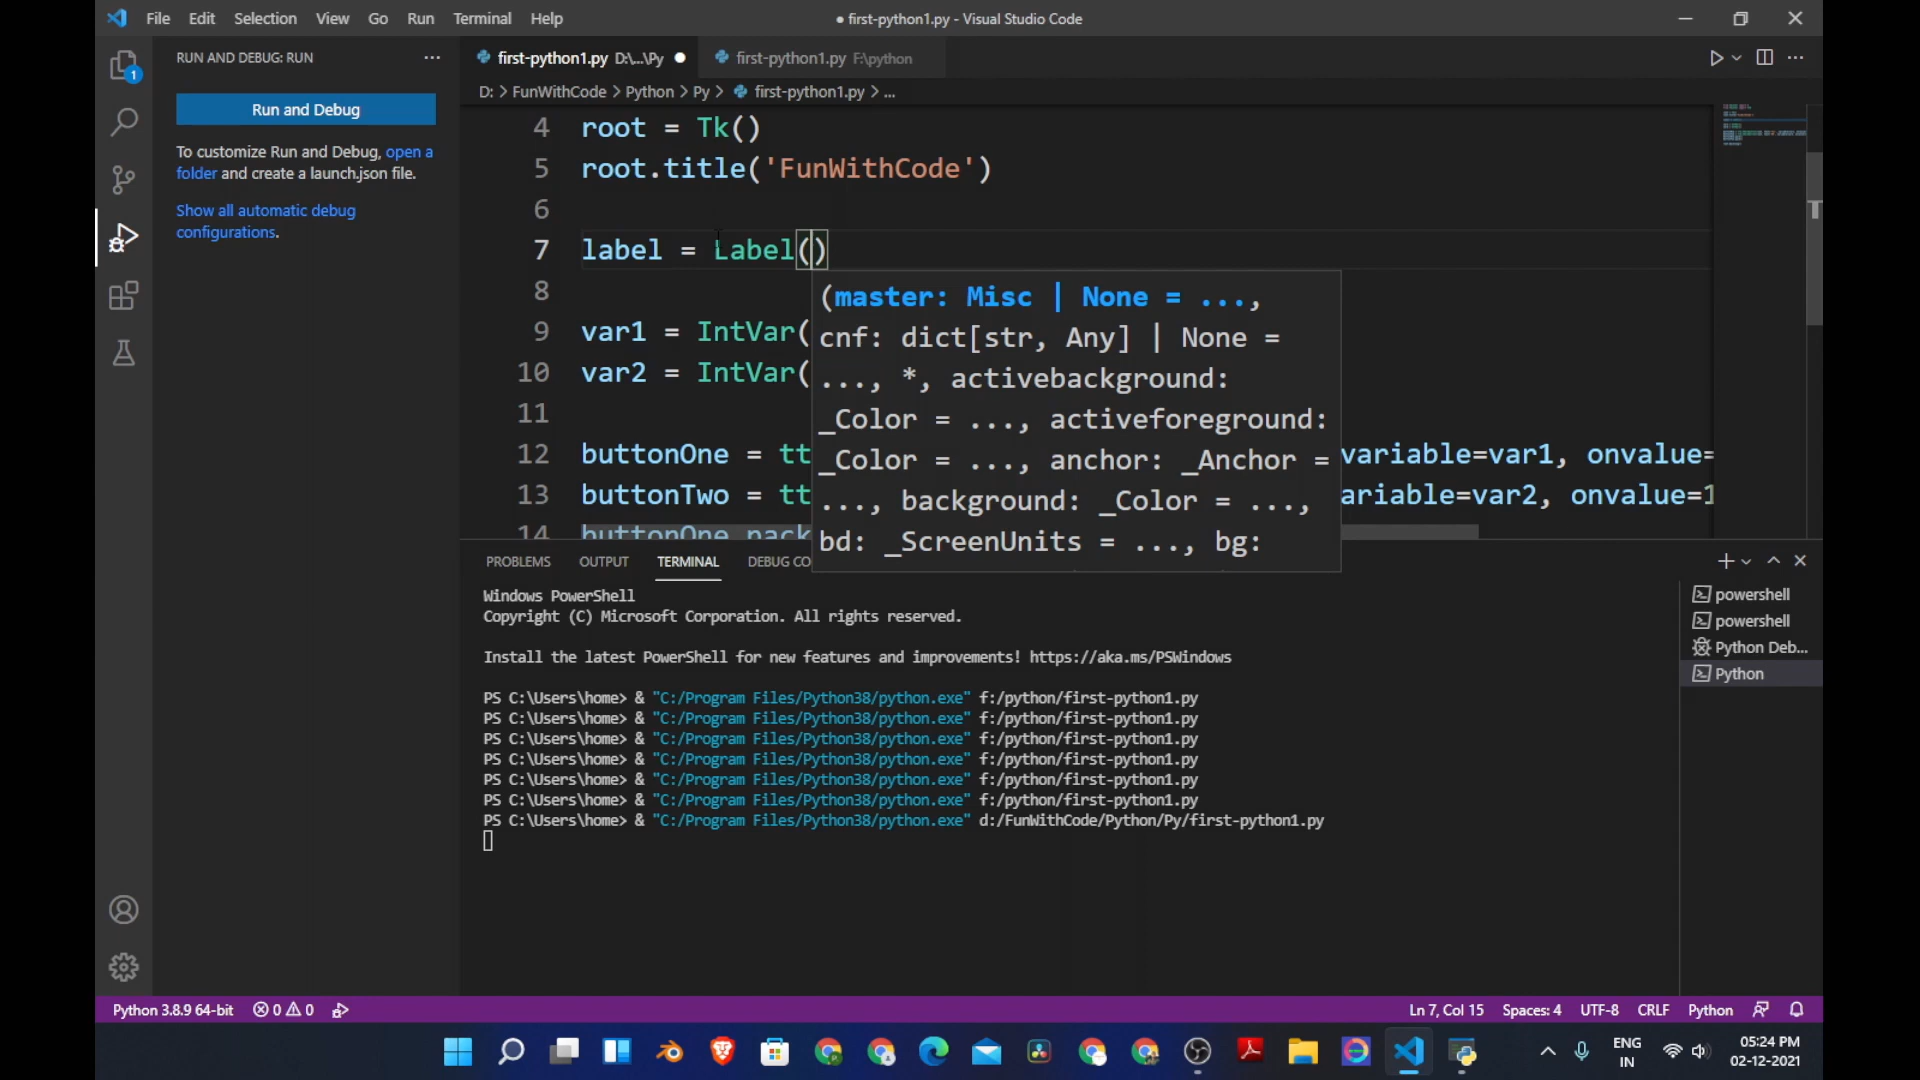 File Edit Selection View Go Run Terminal Help
● first-python1.py - Visual Studio Code
RUN AND DEBUG: RUN
Run and Debug
To customize Run and Debug, open a
folder and create a launch.json file.
Show all automatic debug
configurations.
1
first-python1.py D:\...\Py ●
first-python1.py F:\python
D: > FunWithCode > Python > Py > first-python1.py > ...
4 root = Tk()
5 root.title('FunWithCode')
6
7 label = Label()
8
9 var1 = IntVar(
10 var2 = IntVar(
11
12 buttonOne = tt variable=var1, onvalue=
13 buttonTwo = tt ariable=var2, onvalue=1
14 buttonOne pack
(master: Misc | None = ...,
cnf: dict[str, Any] | None =
..., *, activebackground:
_Color = ..., activeforeground:
_Color = ..., anchor: _Anchor =
..., background: _Color = ...,
bd: _ScreenUnits = ..., bg:
PROBLEMS OUTPUT TERMINAL DEBUG CO
Windows PowerShell
Copyright (C) Microsoft Corporation. All rights reserved.
Install the latest PowerShell for new features and improvements! https://aka.ms/PSWindows
PS C:\Users\home> & "C:/Program Files/Python38/python.exe" f:/python/first-python1.py
PS C:\Users\home> & "C:/Program Files/Python38/python.exe" f:/python/first-python1.py
PS C:\Users\home> & "C:/Program Files/Python38/python.exe" f:/python/first-python1.py
PS C:\Users\home> & "C:/Program Files/Python38/python.exe" f:/python/first-python1.py
PS C:\Users\home> & "C:/Program Files/Python38/python.exe" f:/python/first-python1.py
PS C:\Users\home> & "C:/Program Files/Python38/python.exe" f:/python/first-python1.py
PS C:\Users\home> & "C:/Program Files/Python38/python.exe" d:/FunWithCode/Python/Py/first-python1.py
powershell
powershell
Python Deb...
Python
Python 3.8.9 64-bit 0 0
Ln 7, Col 15 Spaces: 4 UTF-8 CRLF Python
ENG
IN
05:24 PM
02-12-2021